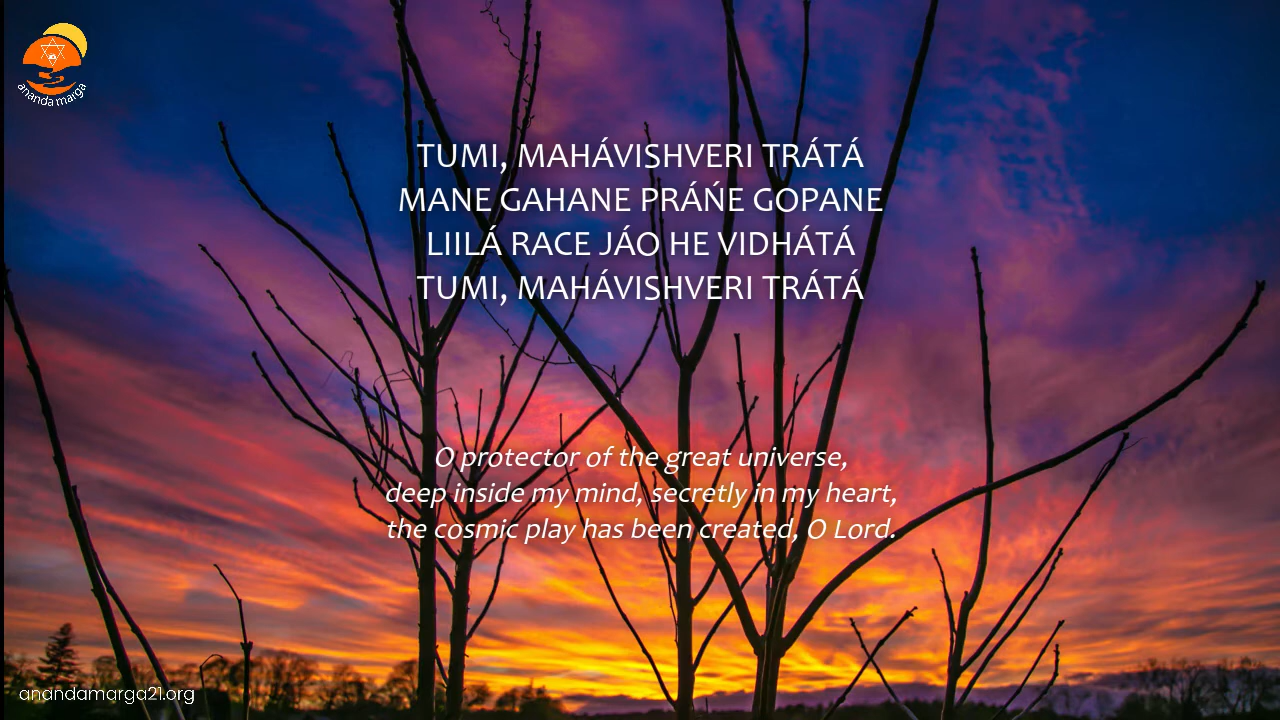 ananda marga
TUMI, MAHÁVISHVERI TRÁTÁ
MANE GAHANE PRÁŃE GOPANE
LIILÁ RACE JÁO HE VIDHÁTÁ
TUMI, MAHÁVISHVERI TRÁTÁ
O protector of the great universe,
deep inside my mind, secretly in my heart,
the cosmic play has been created, O Lord.
anandamarga21.org